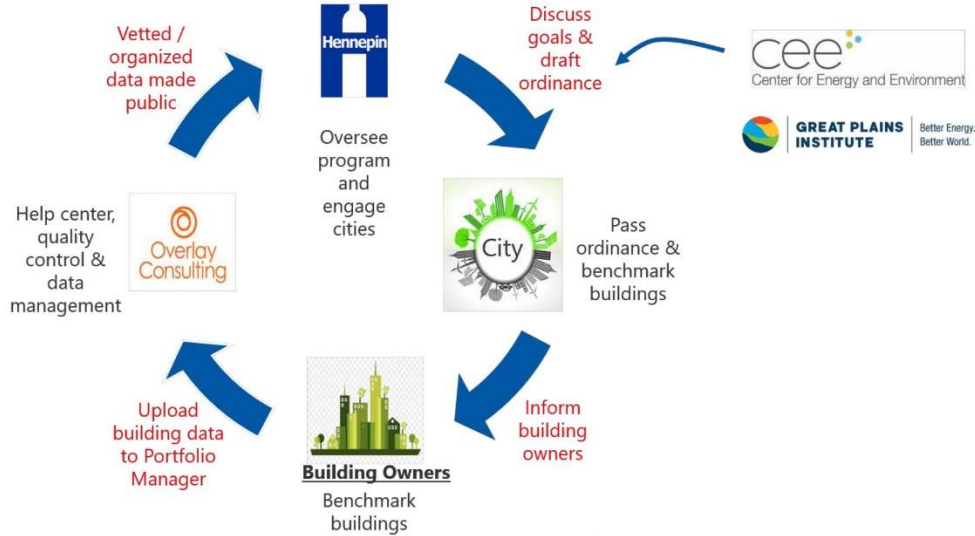 Vetted /
organized
data made
public
Hennepin
Oversee
program
and
engage
cities
Discuss
goals &
draft
ordinance
cee
Center for Energy and Environment
GREAT PLAINS
INSTITUTE
Better Energy.
Better World.
City
Pass
ordinance &
benchmark
buildings
Inform
building
owners
Building Owners
Benchmark
buildings
Upload
building data
to Portfolio
Manager
Help center,
quality
control &
data
management
Overlay
Consulting